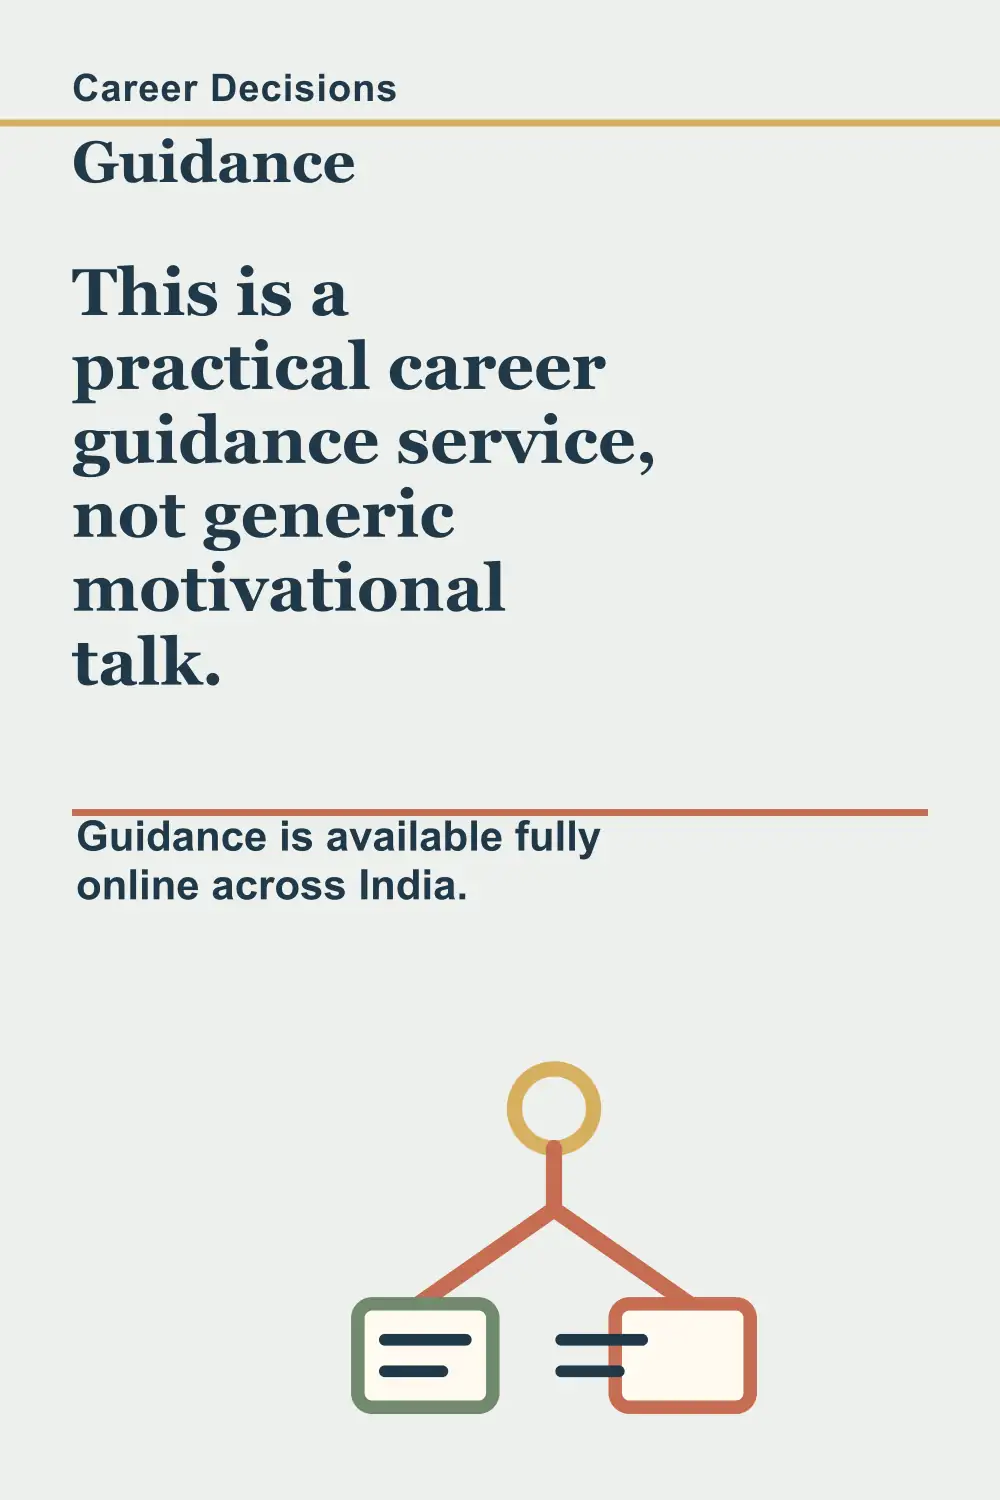 Career Decisions
Guidance
This is a
practical career
guidance service,
not generic
motivational
talk.
Guidance is available fully
online across India.